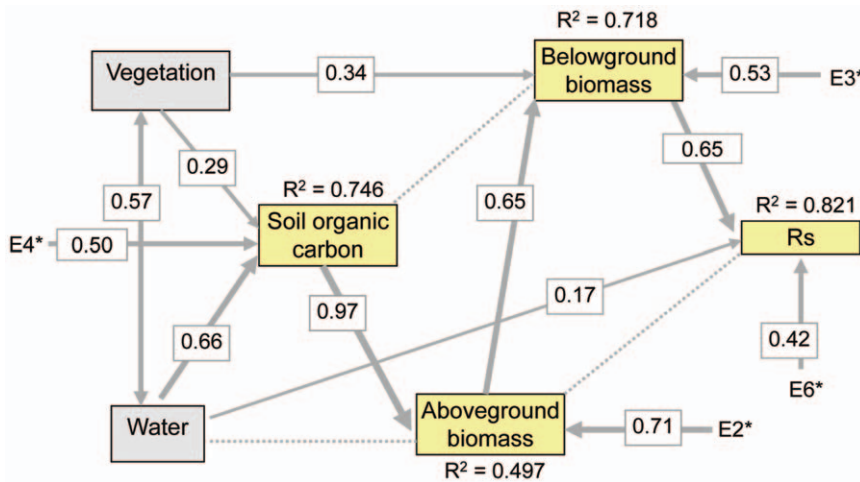 R² = 0.718
Vegetation
0.34
Belowground
biomass
0.53
E3*
0.29
0.57
R² = 0.746
0.65
0.65
R² = 0.821
E4*
0.50
Soil organic
carbon
Rs
0.66
0.97
0.17
0.42
E6*
Water
Aboveground
biomass
0.71
E2*
R² = 0.497